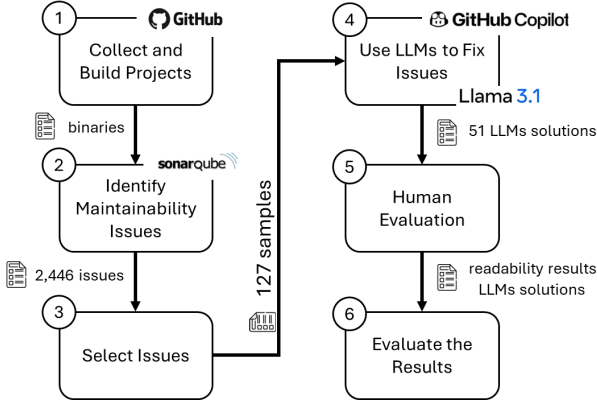 1
GitHub
Collect and
Build Projects
binaries
2
sonarqube
Identify
Maintainability
Issues
2,446 issues
3
Select Issues
127 samples
4
GitHub Copilot
Use LLMs to Fix
Issues
Llama 3.1
51 LLMs solutions
5
Human
Evaluation
readability results
LLMs solutions
6
Evaluate the
Results